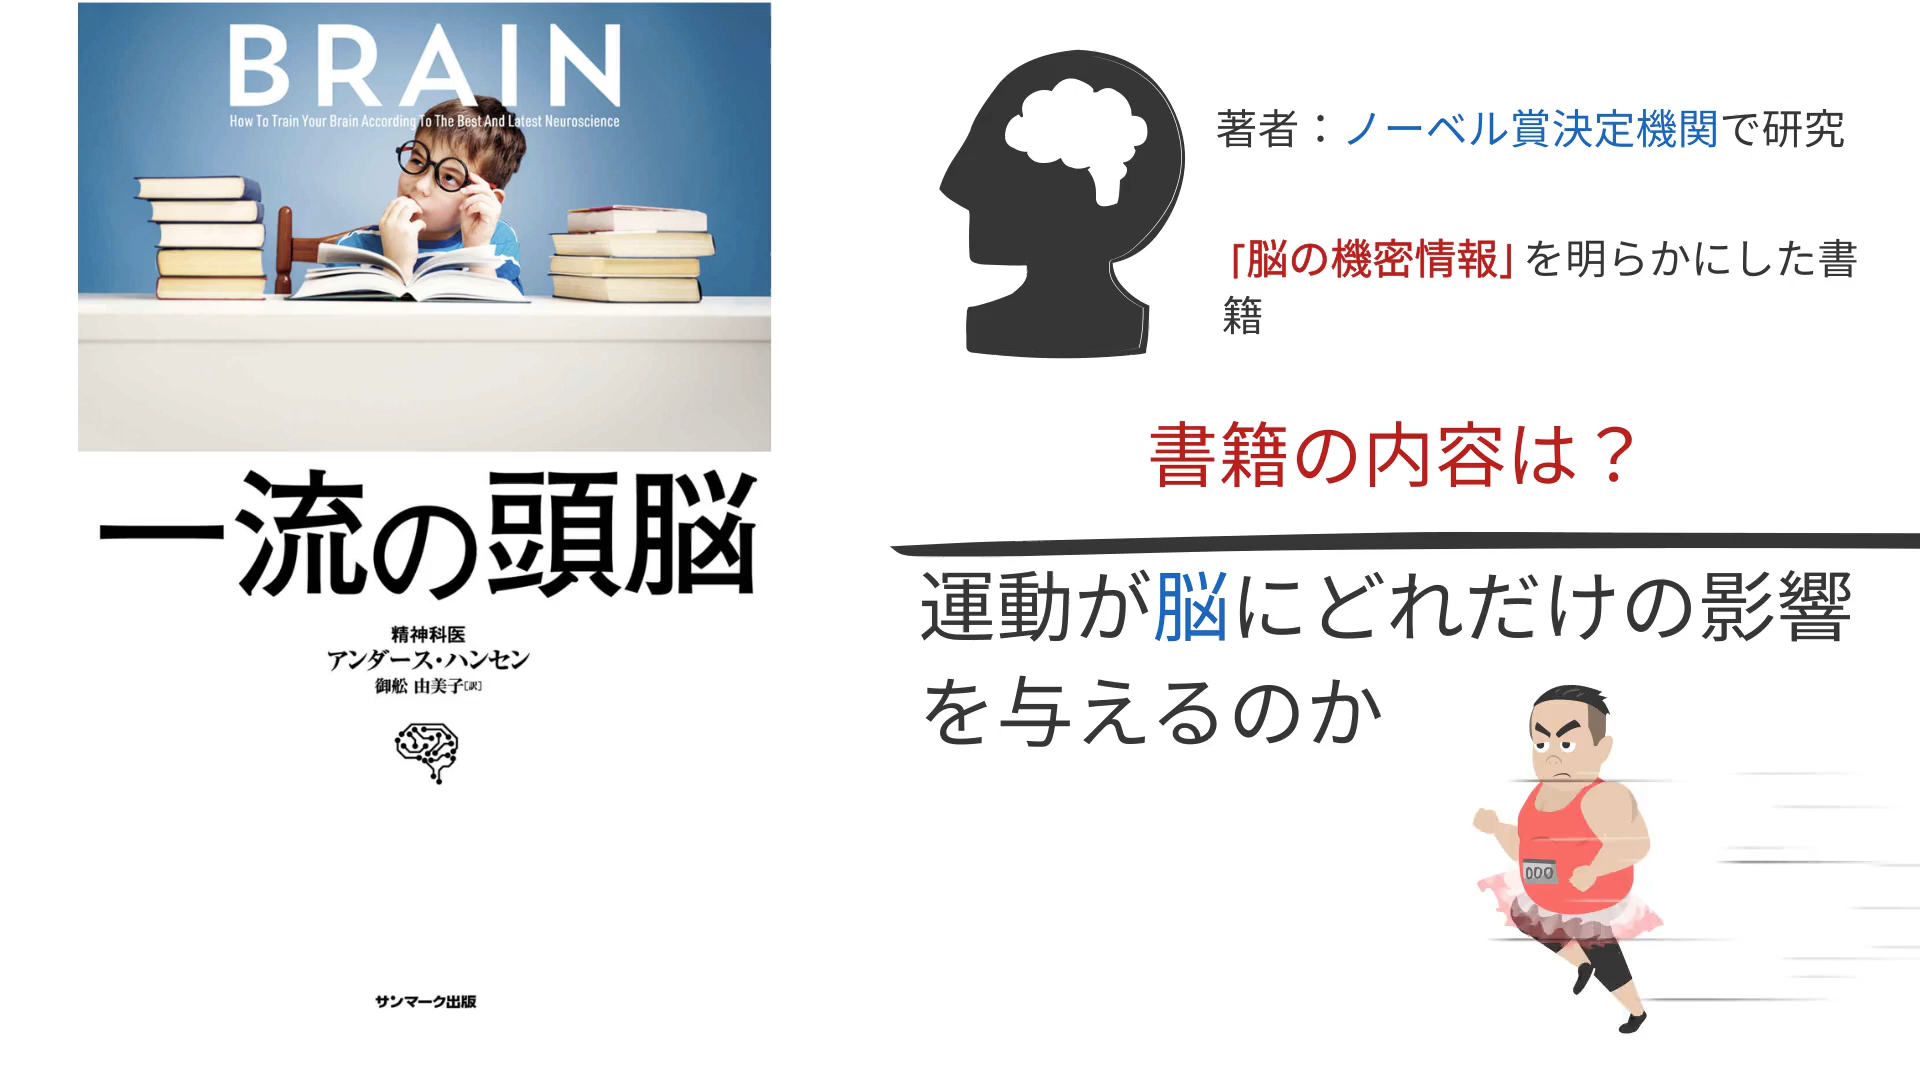 BRAIN
How To Train Your Brain According To The Best And Latest Neuroscience
一流の頭脳
精神科医
アンダース・ハンセン
御舩 由美子[訳]
サンマーク出版
著者：ノーベル賞決定機関で研究
「脳の機密情報」を明らかにした書
籍
書籍の内容は？
運動が脳にどれだけの影響
を与えるのか
000